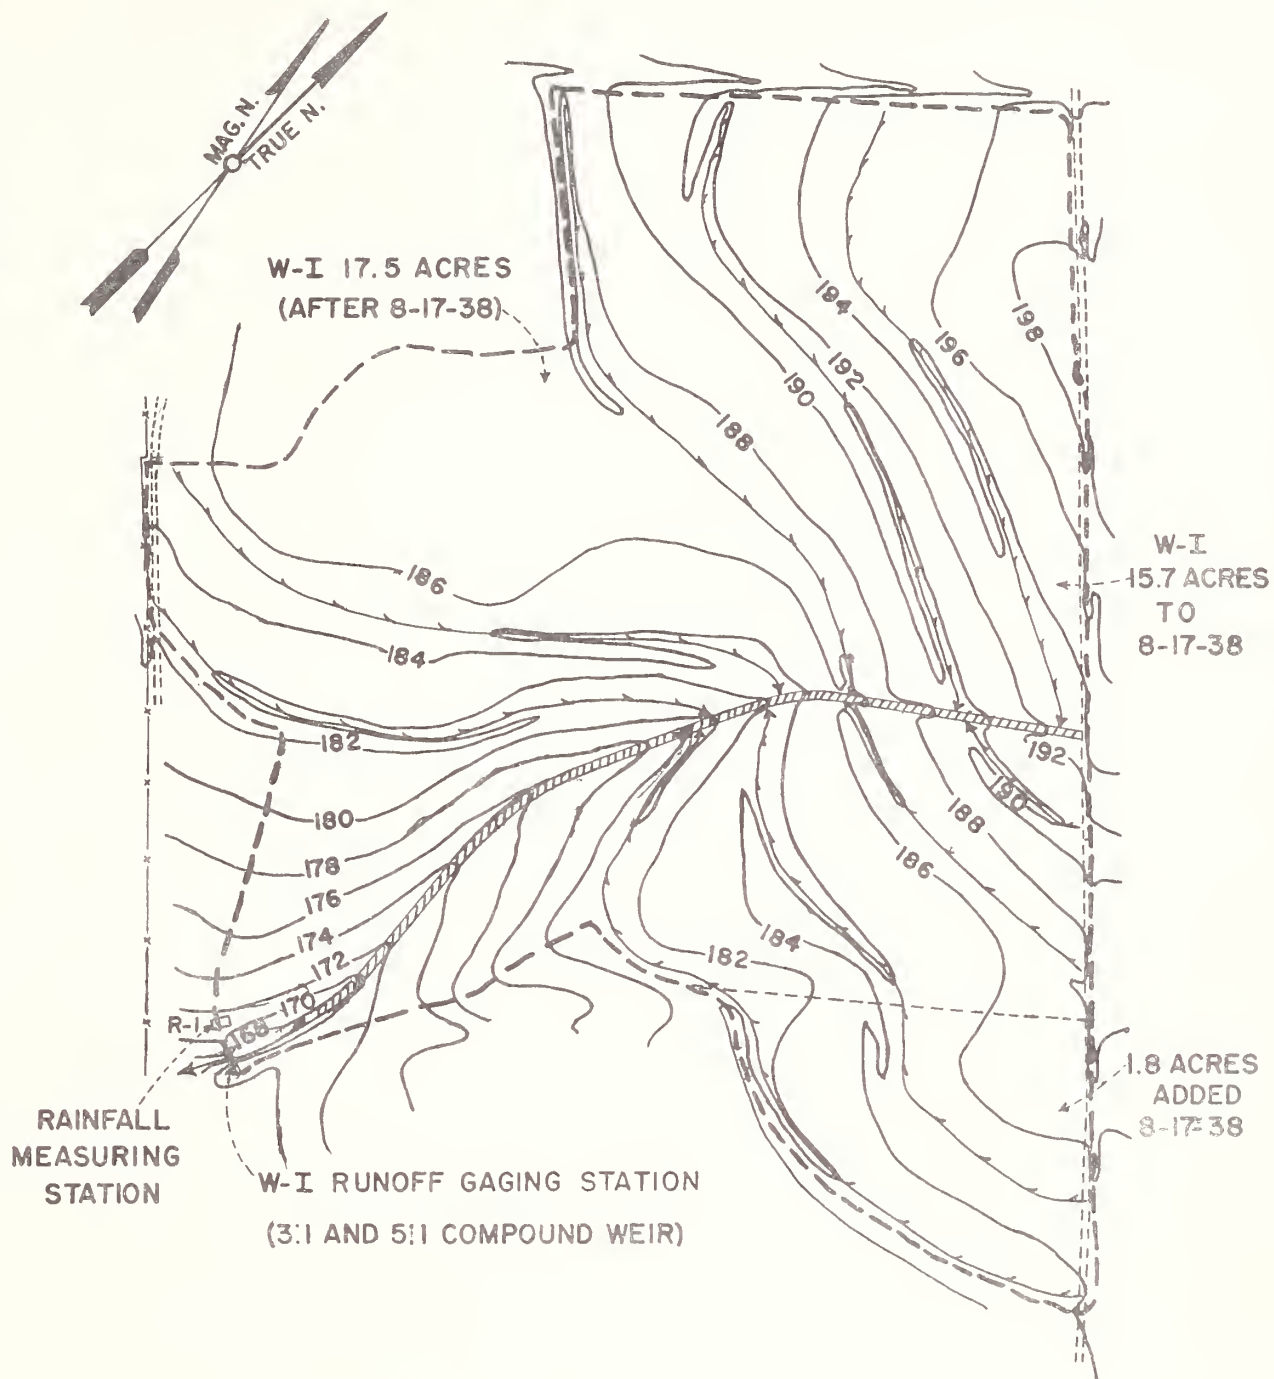 MAG. N.
TRUE N.
W-I 17.5 ACRES
(AFTER 8-17-38)
198
196
194
192
190
188
W-I
15.7 ACRES
TO
8-17-38
186
184
182
192
190
188
186
180
178
184
176
182
174
172
170
R-1
168
1.8 ACRES
ADDED
8-17-38
RAINFALL
MEASURING
STATION
W-I RUNOFF GAGING STATION
(3:1 AND 5:1 COMPOUND WEIR)